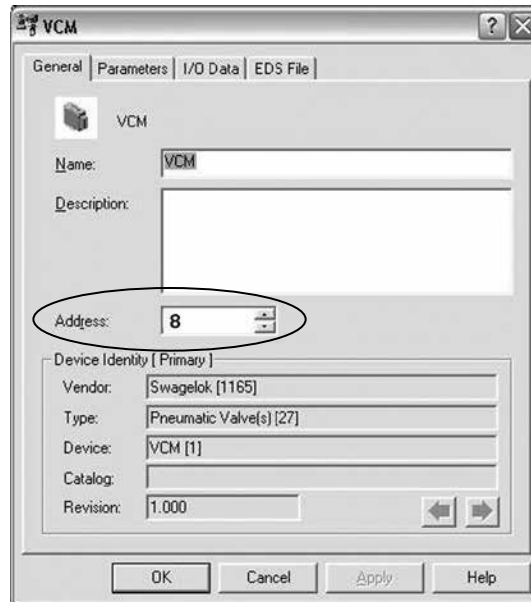 VCM
General Parameters I/O Data EDS File
VCM
Name: VCM
Description:
Address: 8
Device Identity [ Primary ]
Vendor: Swagelok [1165]
Type: Pneumatic Valve(s) [27]
Device: VCM [1]
Catalog:
Revision: 1.000
OK Cancel Apply Help